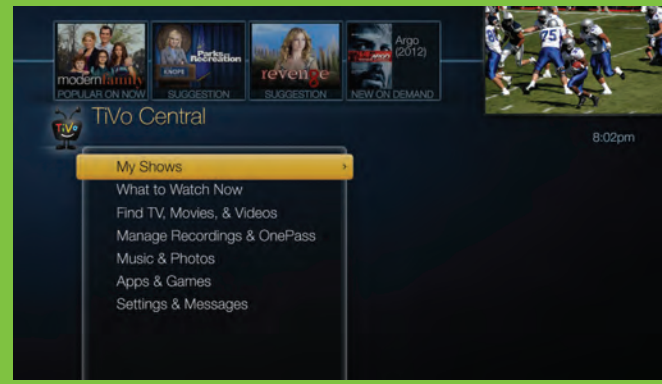 modern family
POPULAR ON NOW
Parks and Recreation
KNOPE
SUGGESTION
revenge
SUGGESTION
Argo
(2012)
NEW ON DEMAND
75
TiVo Central
TiVo
8:02pm
My Shows
What to Watch Now
Find TV, Movies, & Videos
Manage Recordings & OnePass
Music & Photos
Apps & Games
Settings & Messages